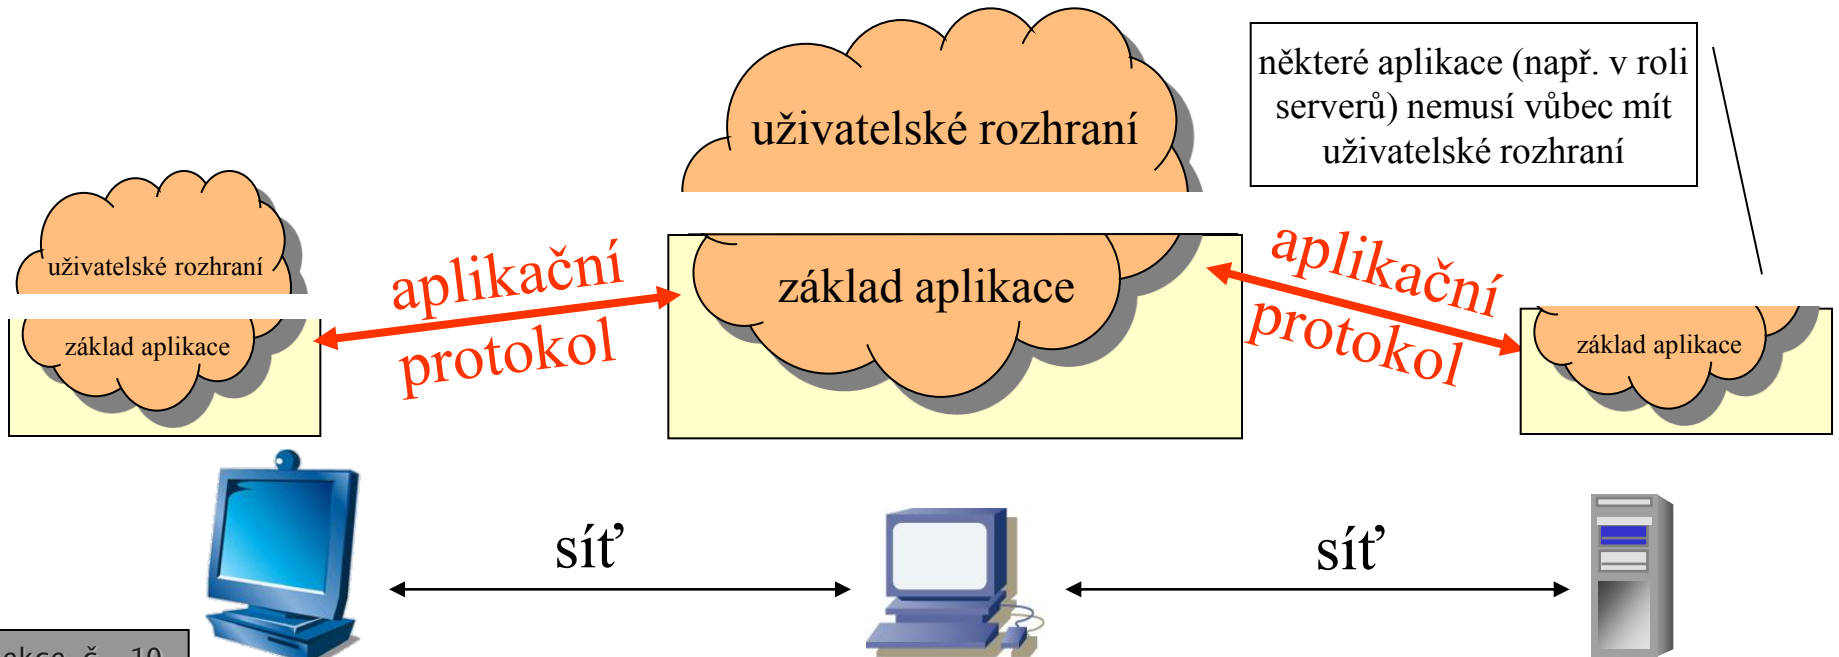 uživatelské rozhraní
některé aplikace (např. v roli
serverů) nemusí vůbec mít
uživatelské rozhraní
uživatelské rozhraní
základ aplikace
aplikační
protokol
základ aplikace
aplikační
protokol
základ aplikace
síť
síť
č. 10